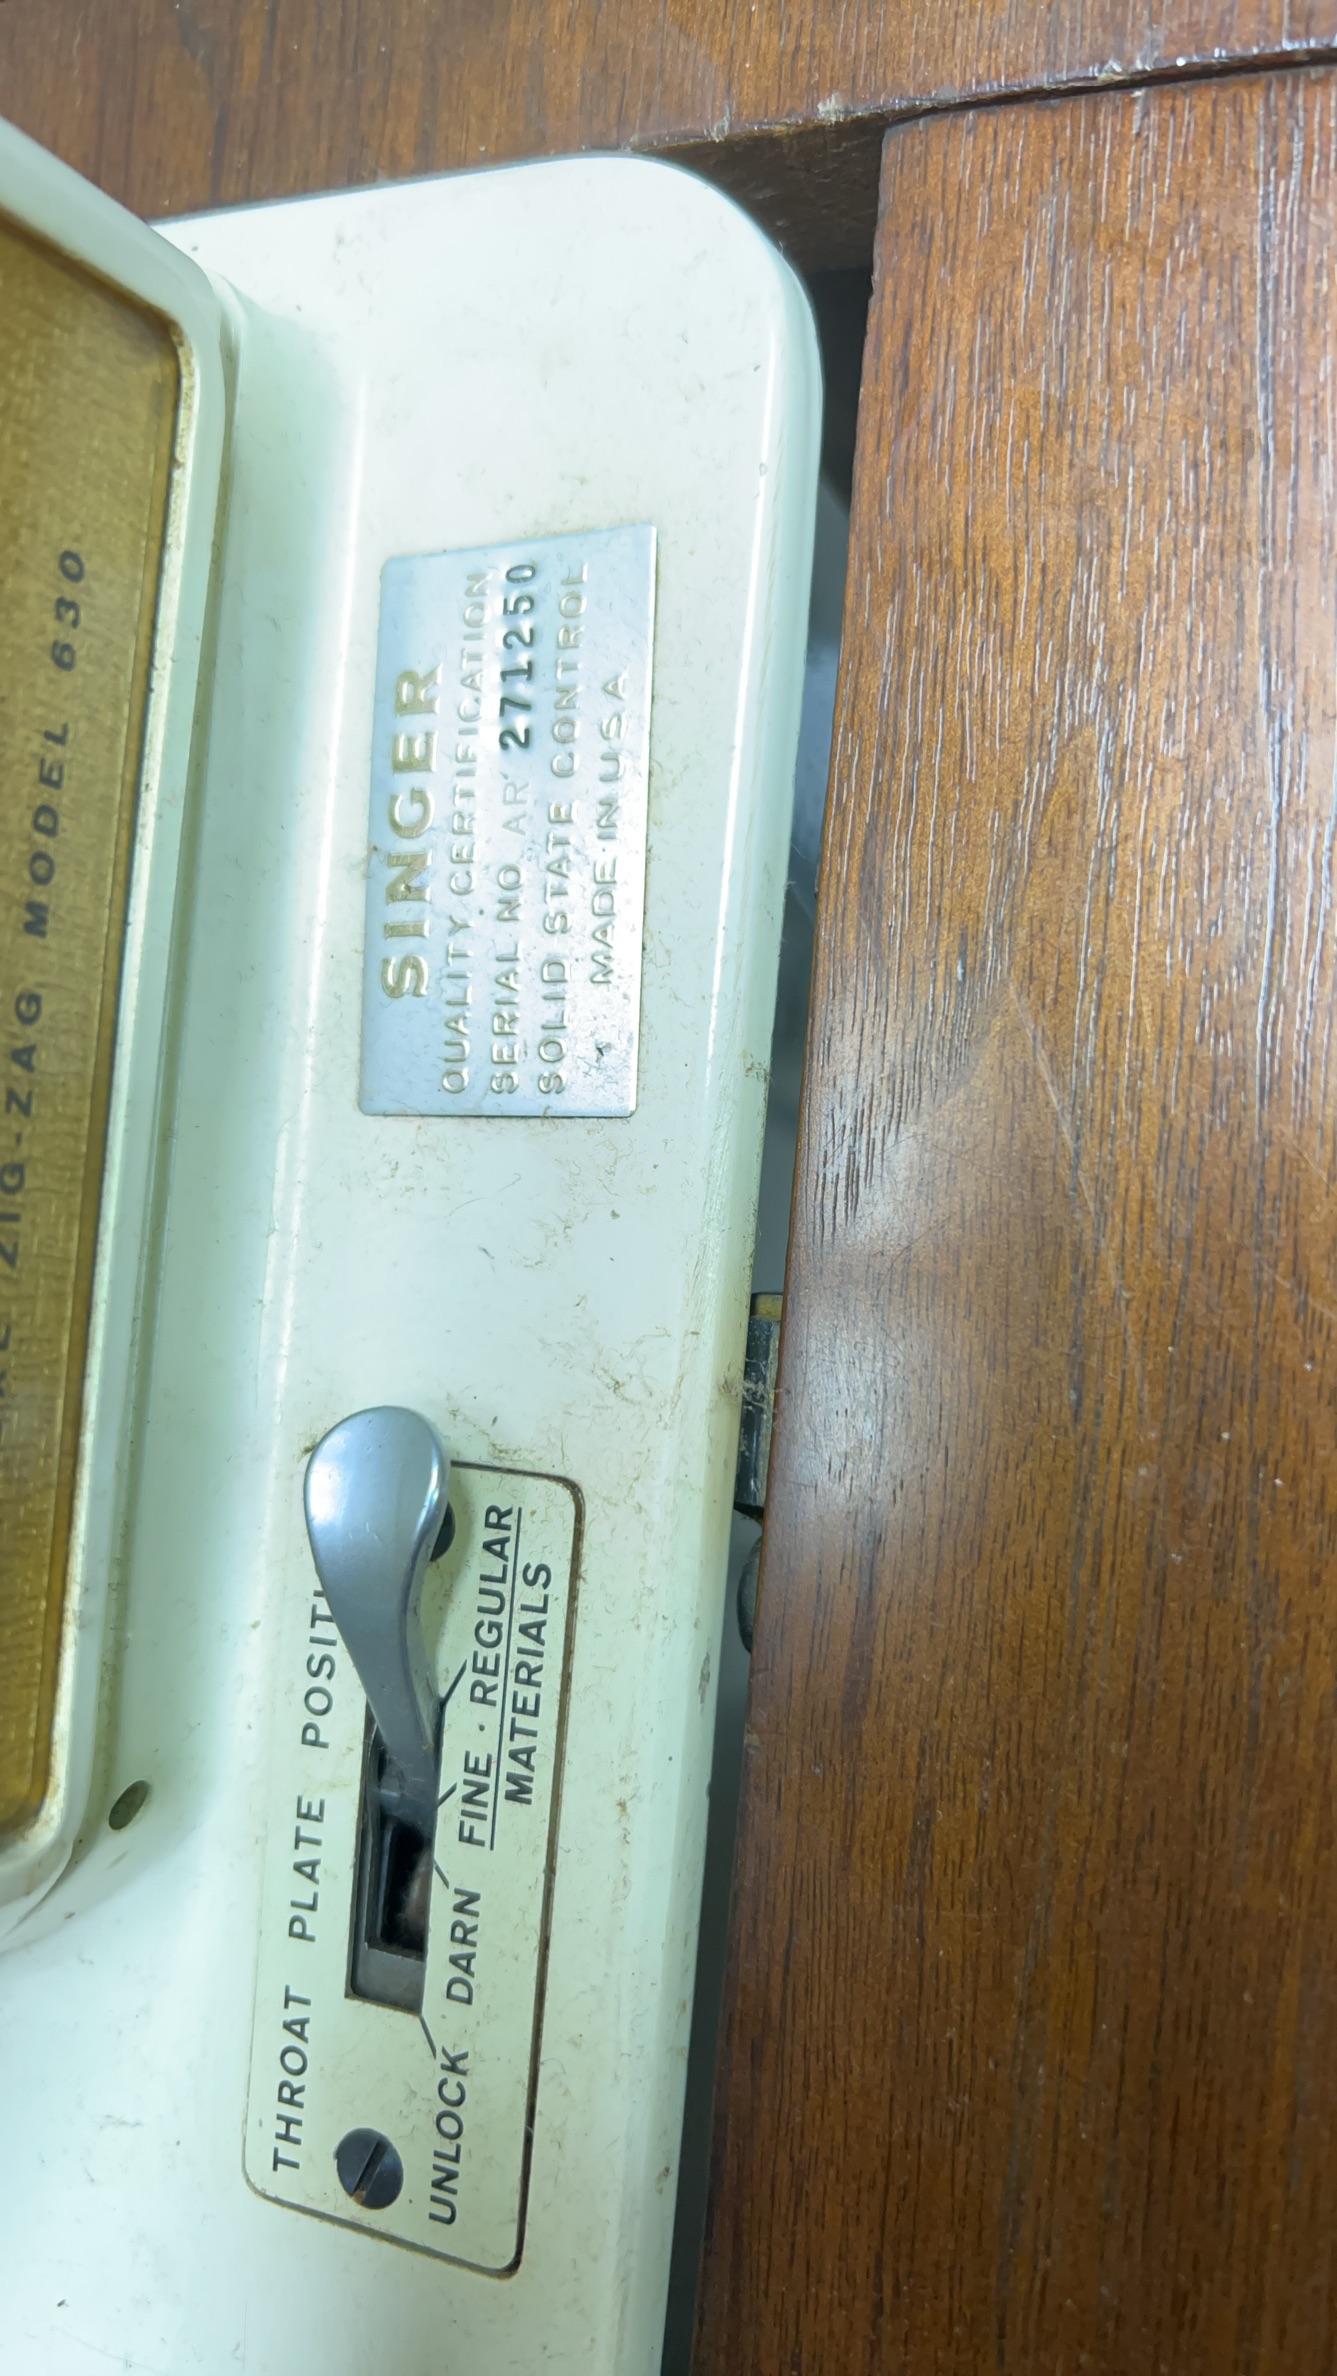 ZIG-ZAG MODEL 630
SINGER
QUALITY CERTIFICATION
SERIAL NO AR 271250
SOLID STATE CONTROL
MADE IN U.S.A
THROAT PLATE POSITI
UNLOCK DARN FINE · REGULAR
MATERIALS